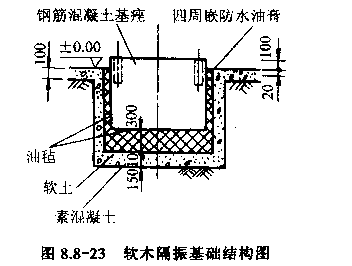 钢筋混凝土基座
四周嵌防水油膏
100
±0.00
100
20
300
油毡
10
软土
150
素混凝土
图 8.8-23 软木隔振基础结构图